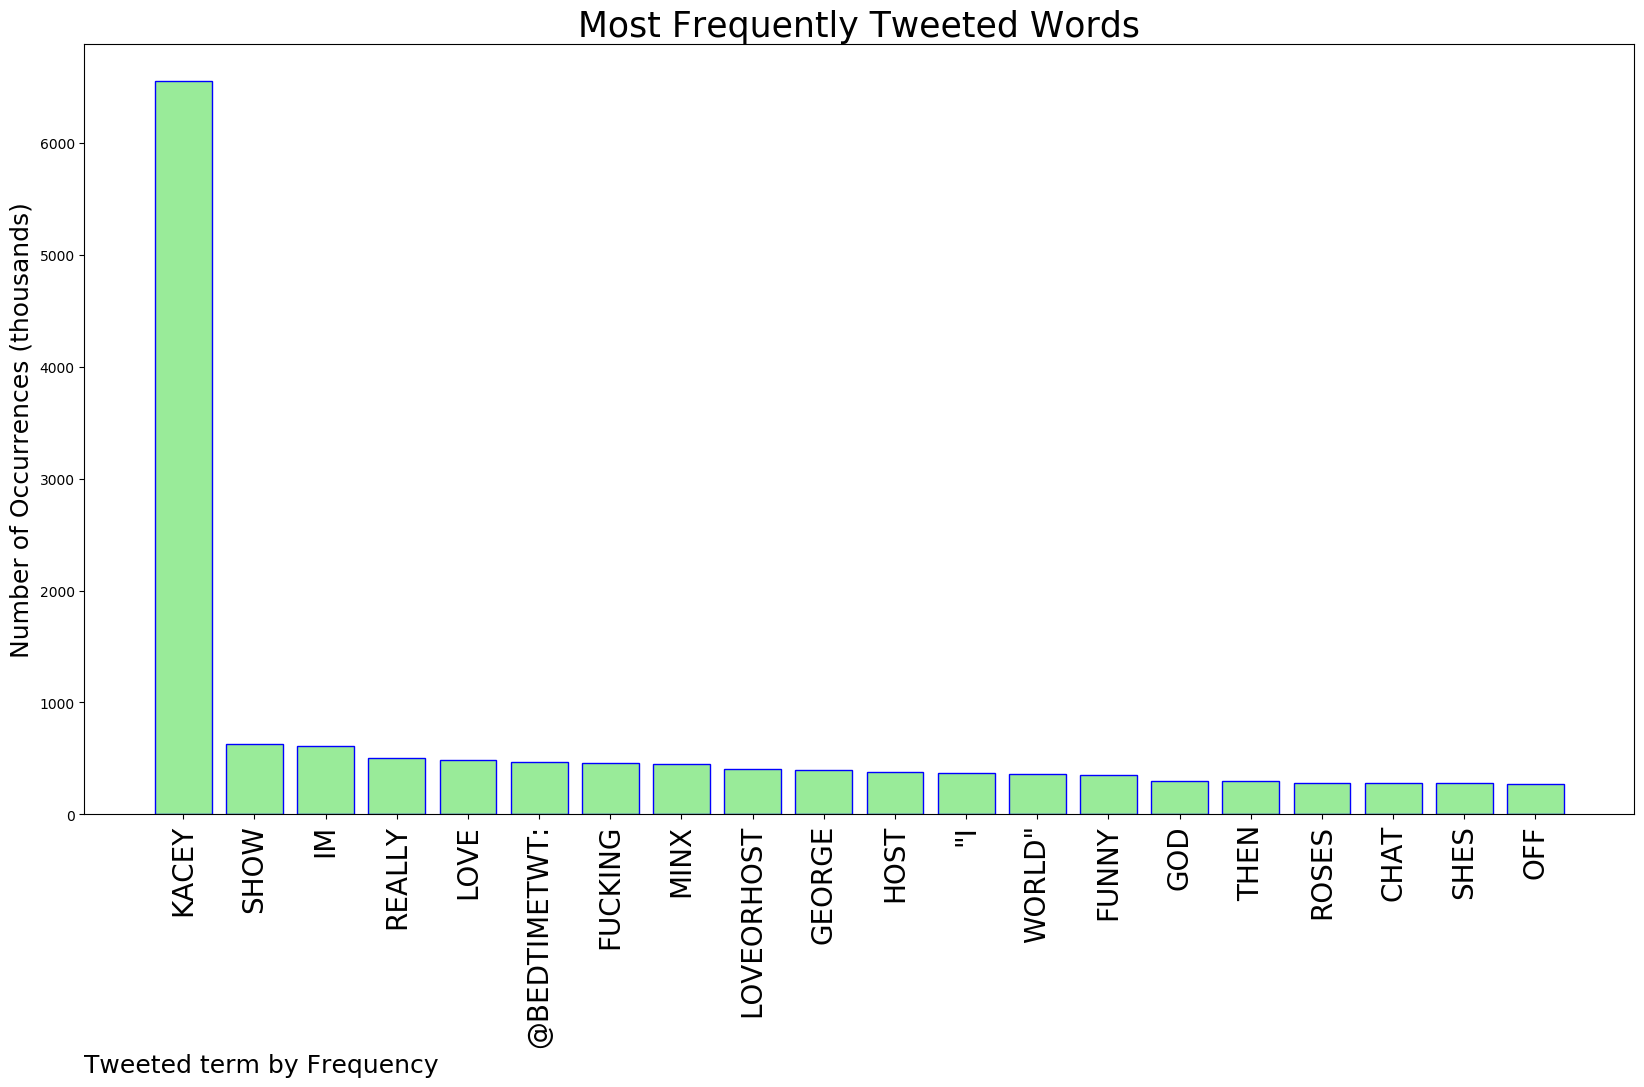 Most Frequently Tweeted Words
Number of Occurrences (thousands)
6000
5000
4000
3000
2000
1000
0
KACEY
SHOW
IM
REALLY
LOVE
@BEDTIMETWT:
FUCKING
MINX
LOVEORHOST
GEORGE
HOST
"I
WORLD"
FUNNY
GOD
THEN
ROSES
CHAT
SHES
OFF
Tweeted term by Frequency